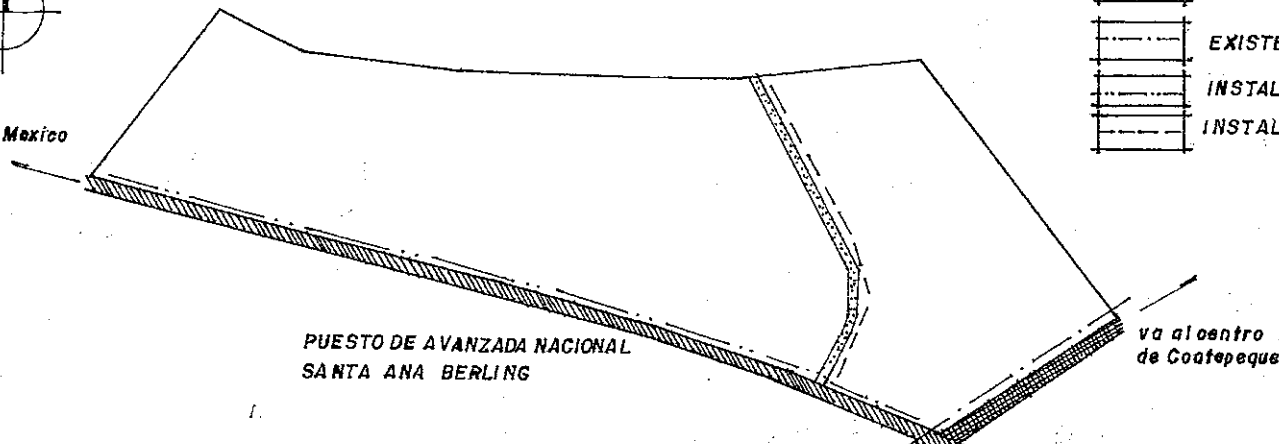 EXISTE
INSTAL
INSTAL
Mexico
PUESTO DE AVANZADA NACIONAL
SANTA ANA BERLING
va al centro
de Coatepeque